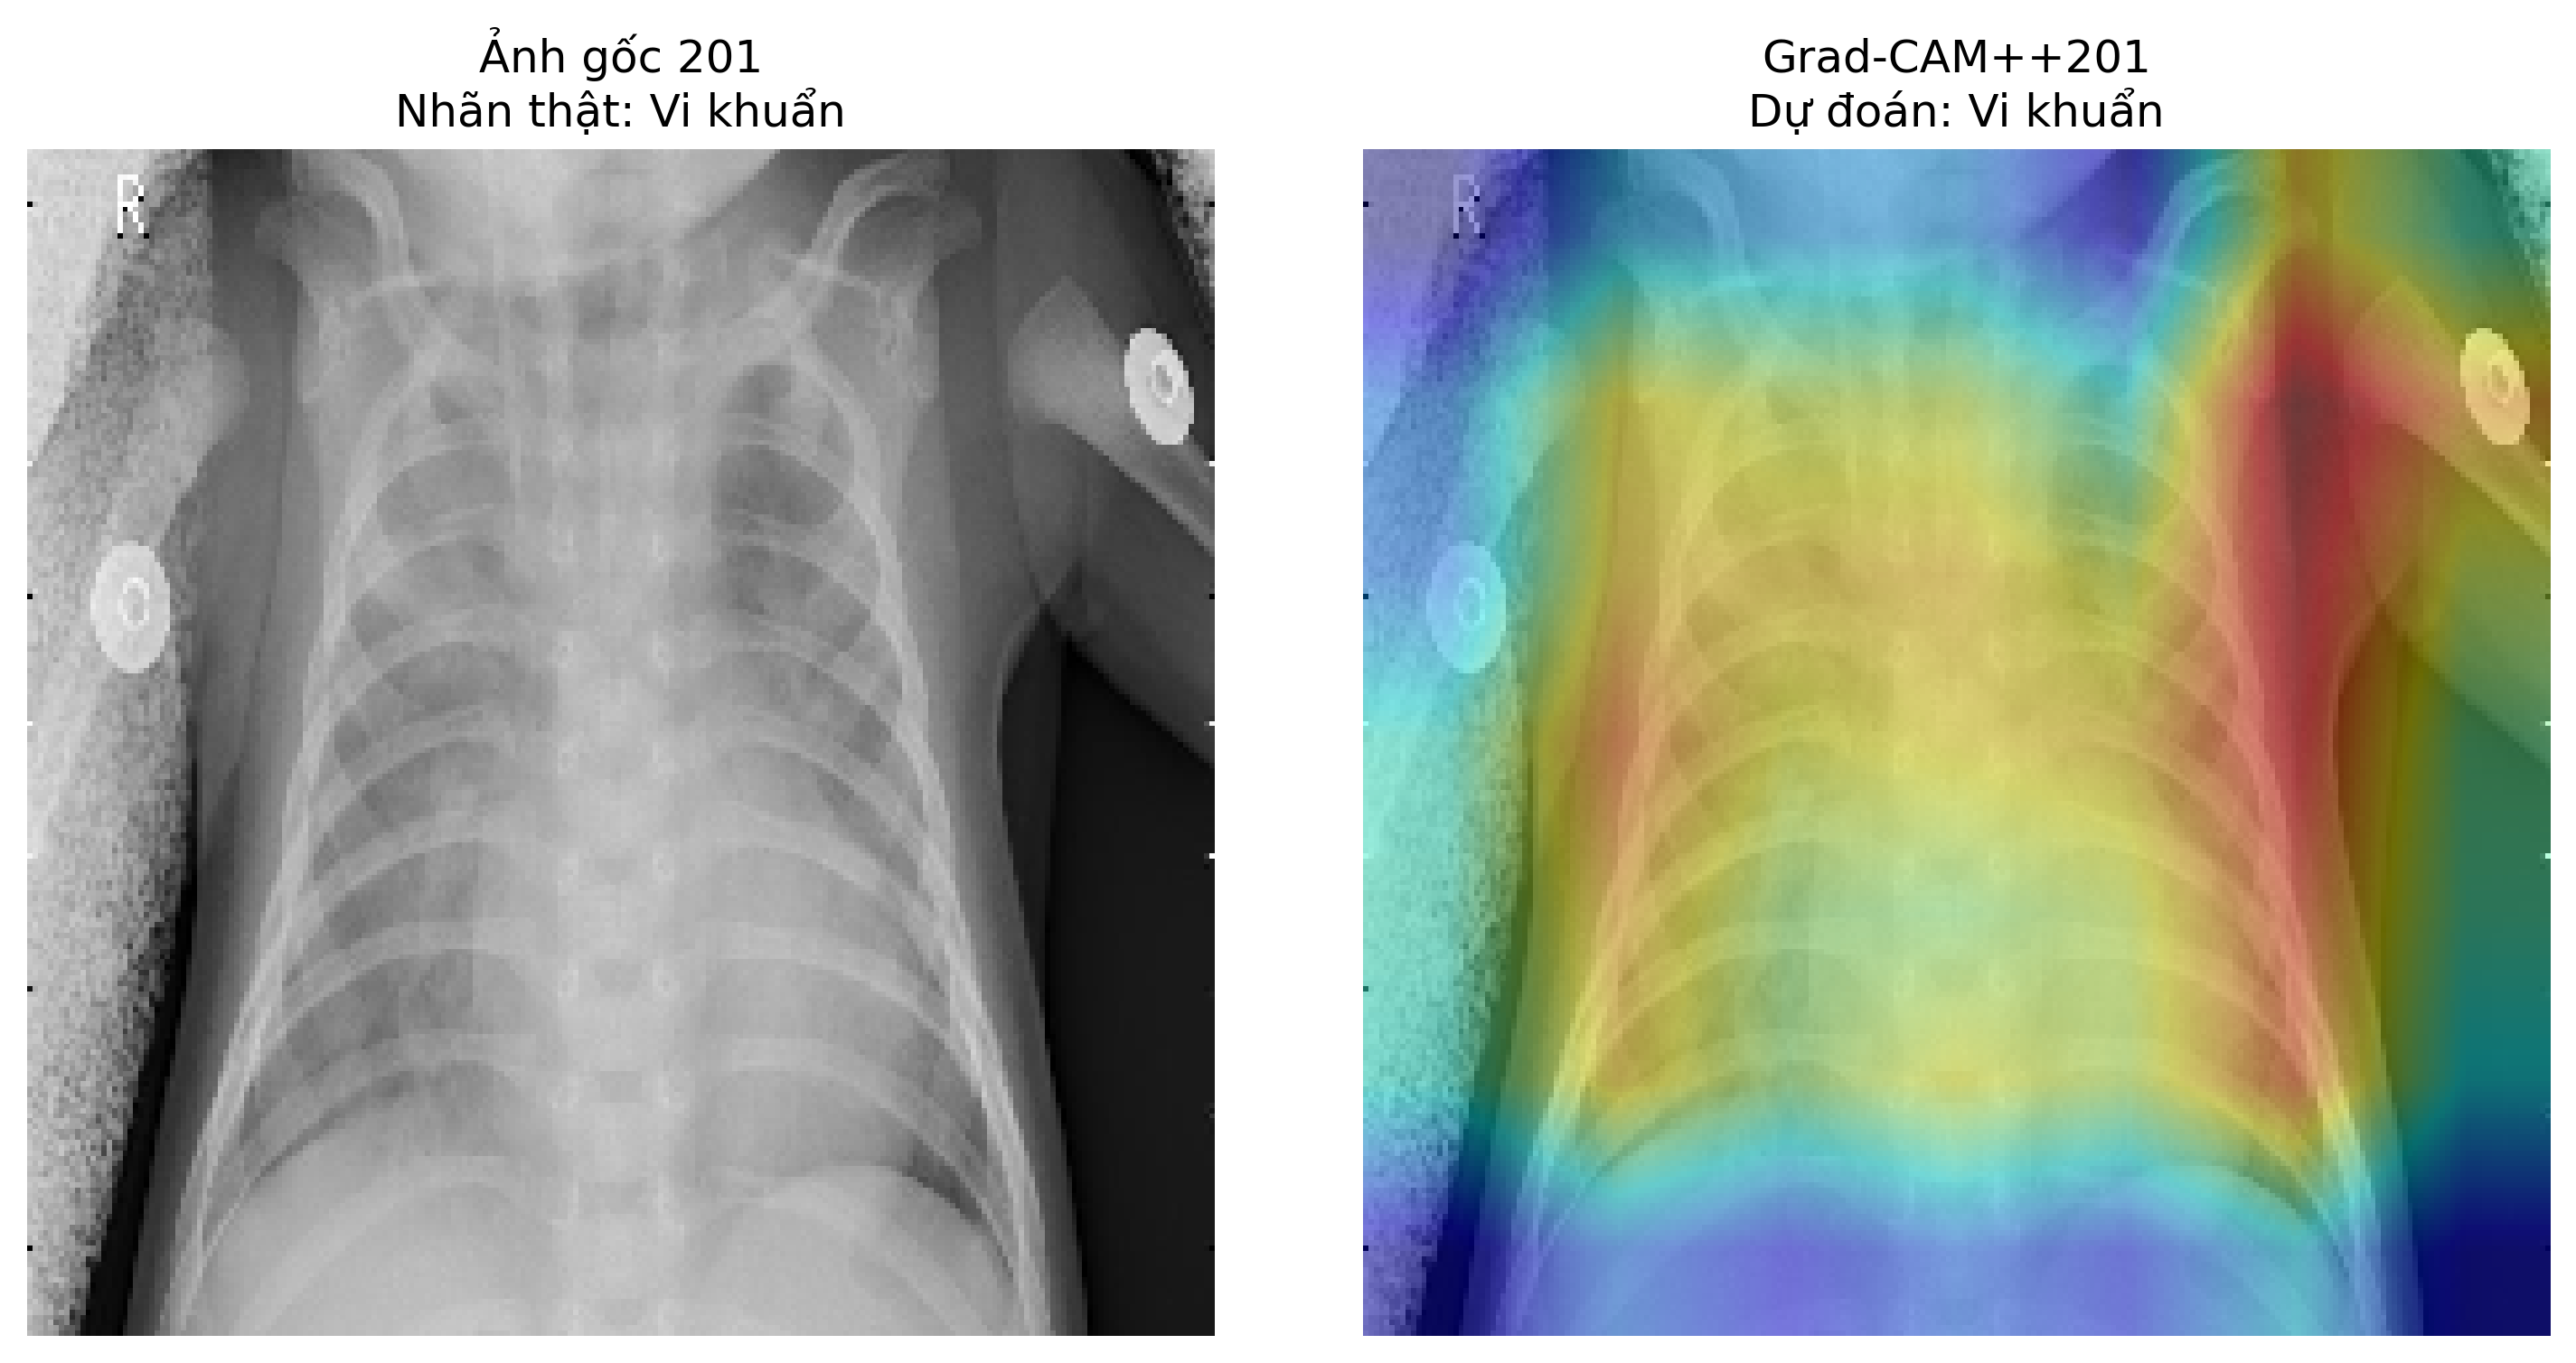 Ảnh gốc 201
Nhãn thật: Vi khuẩn
R
Grad-CAM++201
Dự đoán: Vi khuẩn
R